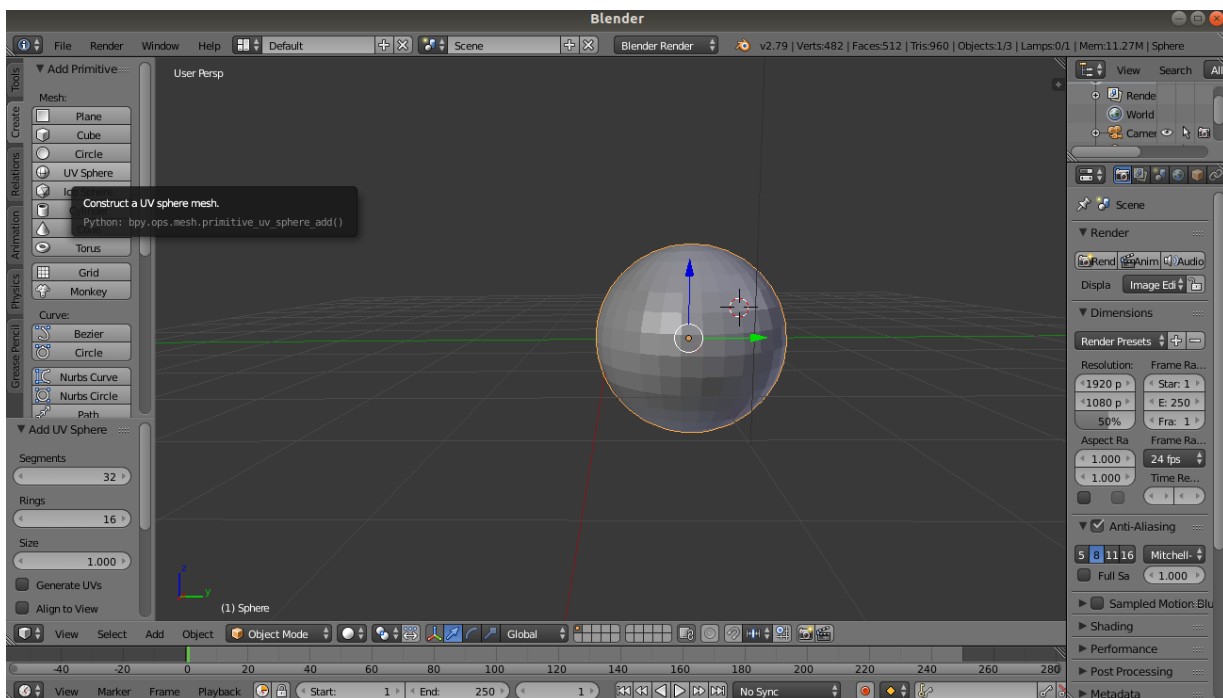 Blender
File Render Window Help Default Scene Blender Render v2.79 | Verts:482 | Faces:512 | Tris:960 | Objects:1/3 | Lamps:0/1 | Mem:11.27M | Sphere
Tools
Create
Relations
Animation
Physics
Grease Pencil
Add Primitive
Mesh:
Plane
Cube
Circle
UV Sphere
Construct a UV sphere mesh.
Python: bpy.ops.mesh.primitive_uv_sphere_add()
Torus
Grid
Monkey
Curve:
Bezier
Circle
Nurbs Curve
Nurbs Circle
Path
Add UV Sphere
Segments
32
Rings
16
Size
1.000
Generate UVs
Align to View
User Persp
z
y
(1) Sphere
View Select Add Object Object Mode Global
-40 -20 0 20 40 60 80 100 120 140 160 180 200 220 240 260 280
View Marker Frame Playback Start: 1 End: 250 1 No Sync
View Search All
Rende
World
Camer
Scene
Render
Rend Anim Audio
Displa Image Edi
Dimensions
Render Presets
Resolution: Frame Ra...
1920 p Star: 1
1080 p E: 250
50% Fra: 1
Aspect Ra Frame Ra...
1.000 24 fps
1.000 Time Re...
Anti-Aliasing
5 8 11 16 Mitchell-
Full Sa 1.000
Sampled Motion Blu
Shading
Performance
Post Processing
Metadata